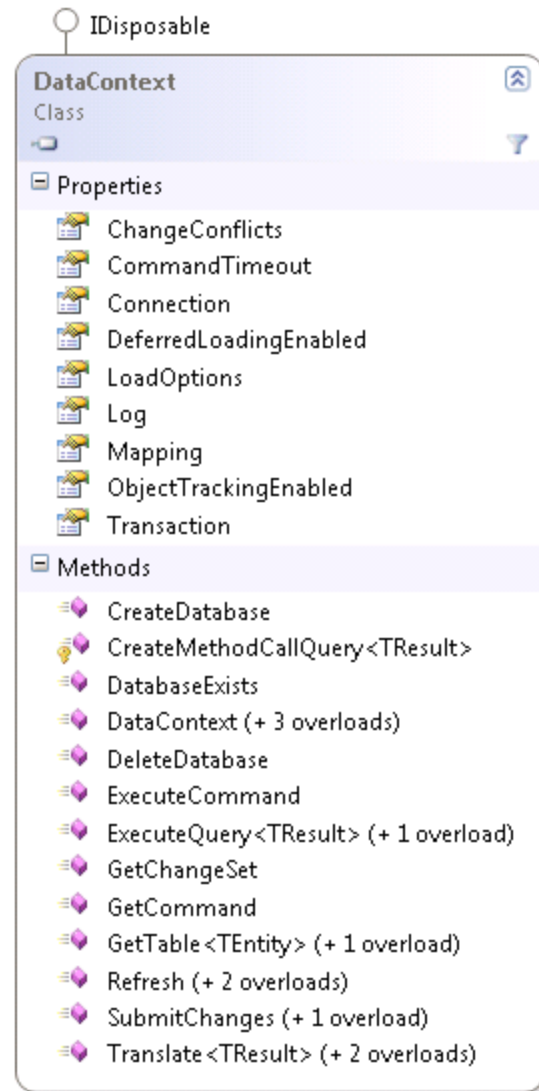 IDisposable
DataContext
Class
Properties
ChangeConflicts
CommandTimeout
Connection
DeferredLoadingEnabled
LoadOptions
Log
Mapping
ObjectTrackingEnabled
Transaction
Methods
CreateDatabase
CreateMethodCallQuery<TResult>
DatabaseExists
DataContext (+ 3 overloads)
DeleteDatabase
ExecuteCommand
ExecuteQuery<TResult> (+ 1 overload)
GetChangeSet
GetCommand
GetTable<TEntity> (+ 1 overload)
Refresh (+ 2 overloads)
SubmitChanges (+ 1 overload)
Translate<TResult> (+ 2 overloads)